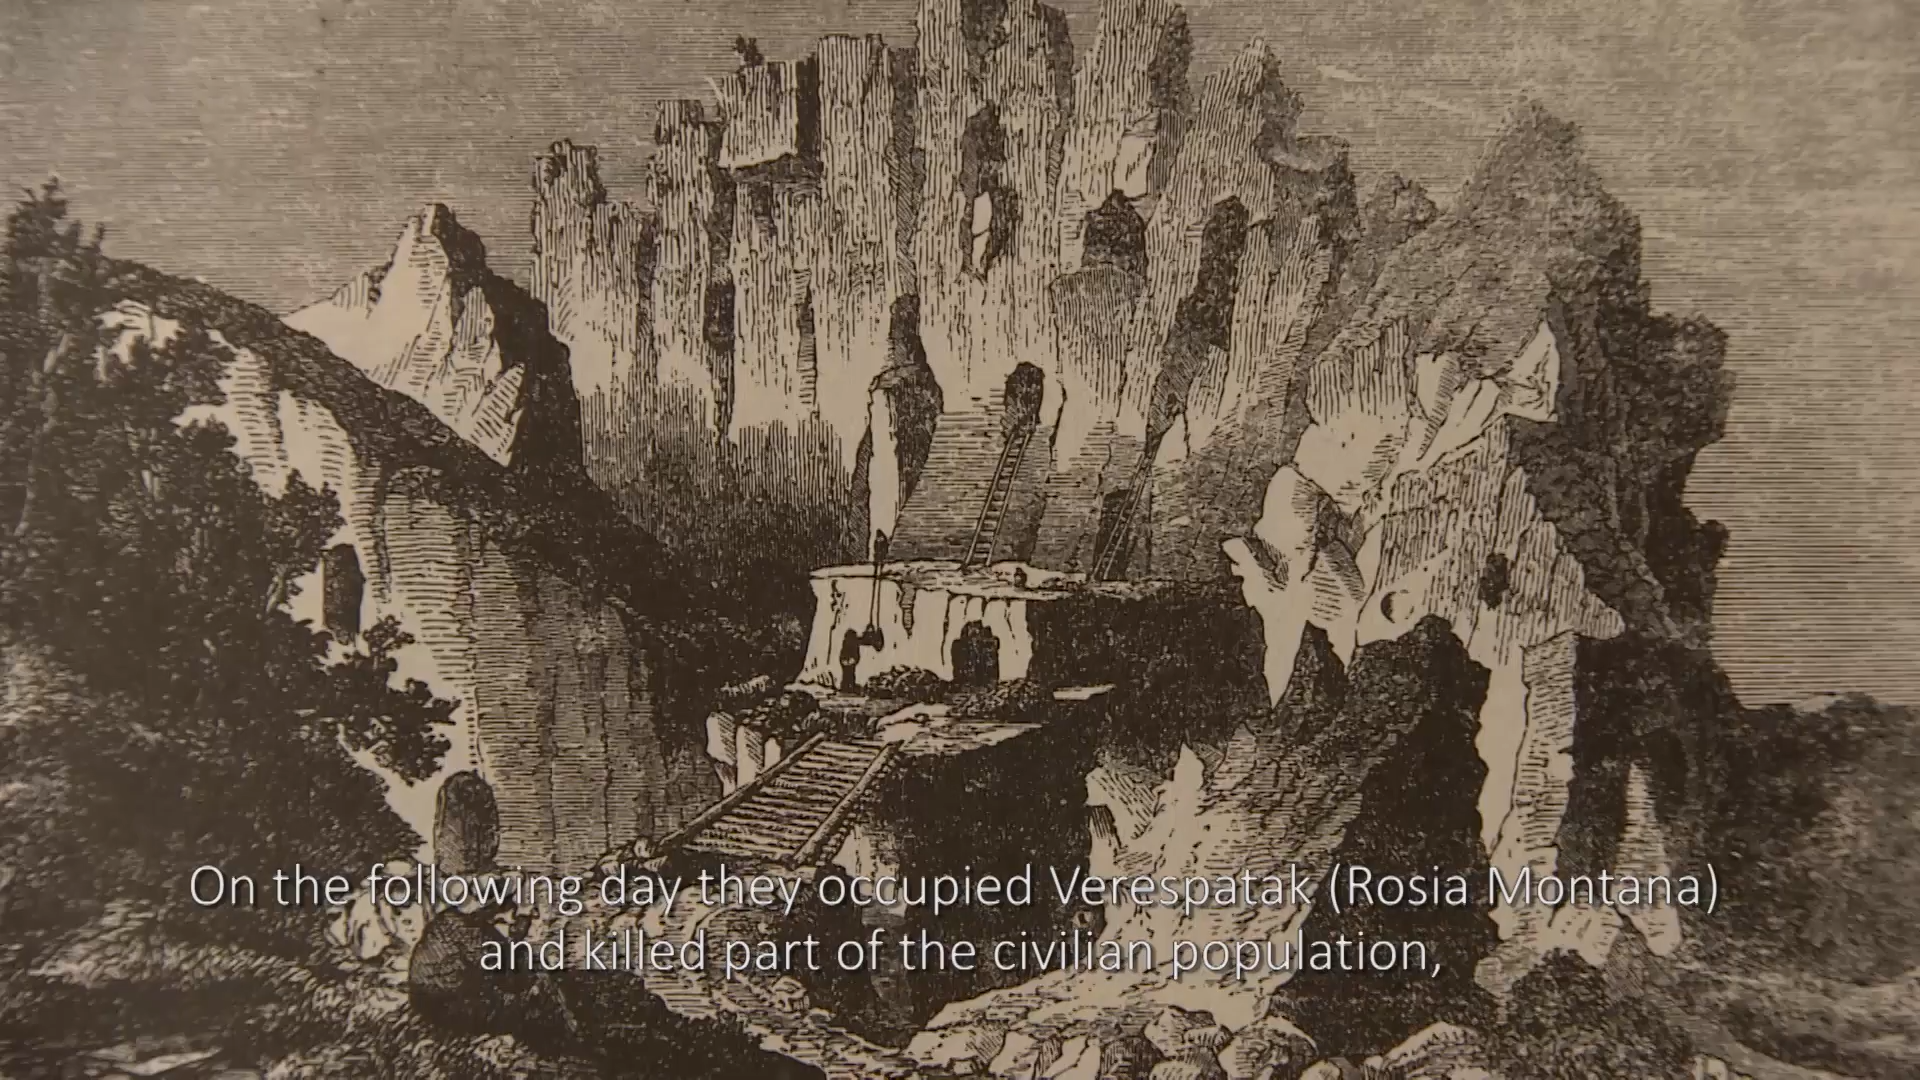 On the following day they occupied Verespatak (Rosia Montana)
and killed part of the civilian population,